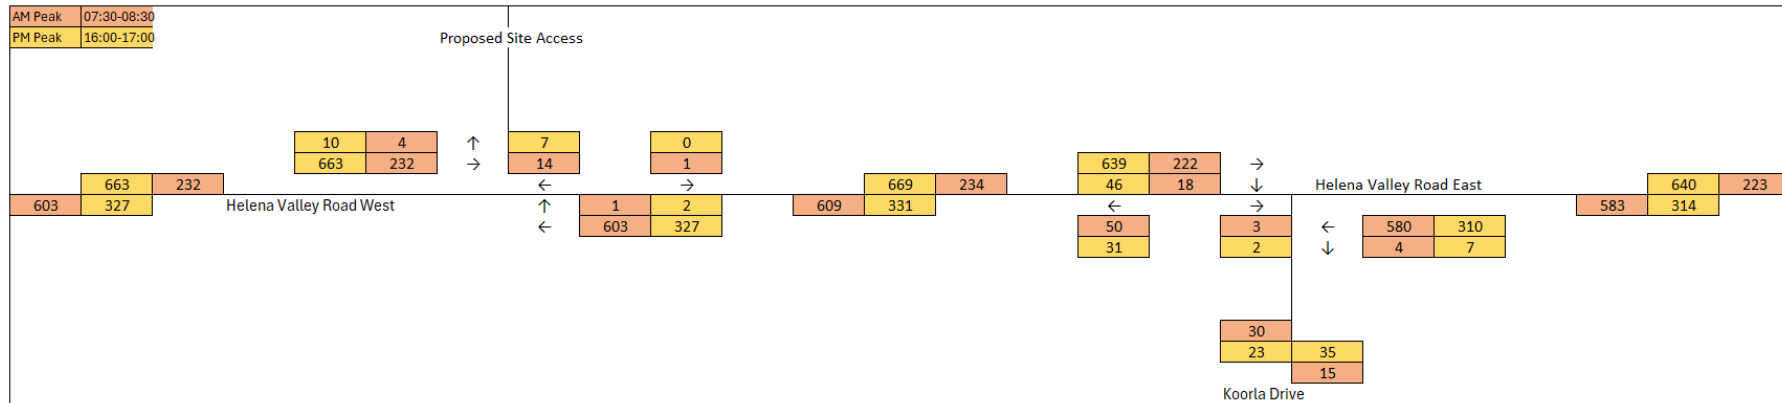 AM Peak 07:30-08:30
PM Peak 16:00-17:00
Proposed Site Access
10 4 ↑ 7 0
663 232 → 14 1 639 222 →
663 232 ← → 669 234 46 18 ↓ Helena Valley Road East 640 223
603 327 Helena Valley Road West ↑ 1 2 609 331 ← → 583 314
← 603 327 50 3 ← 580 310
31 2 ↓ 4 7
30
23 35
15
Koorla Drive